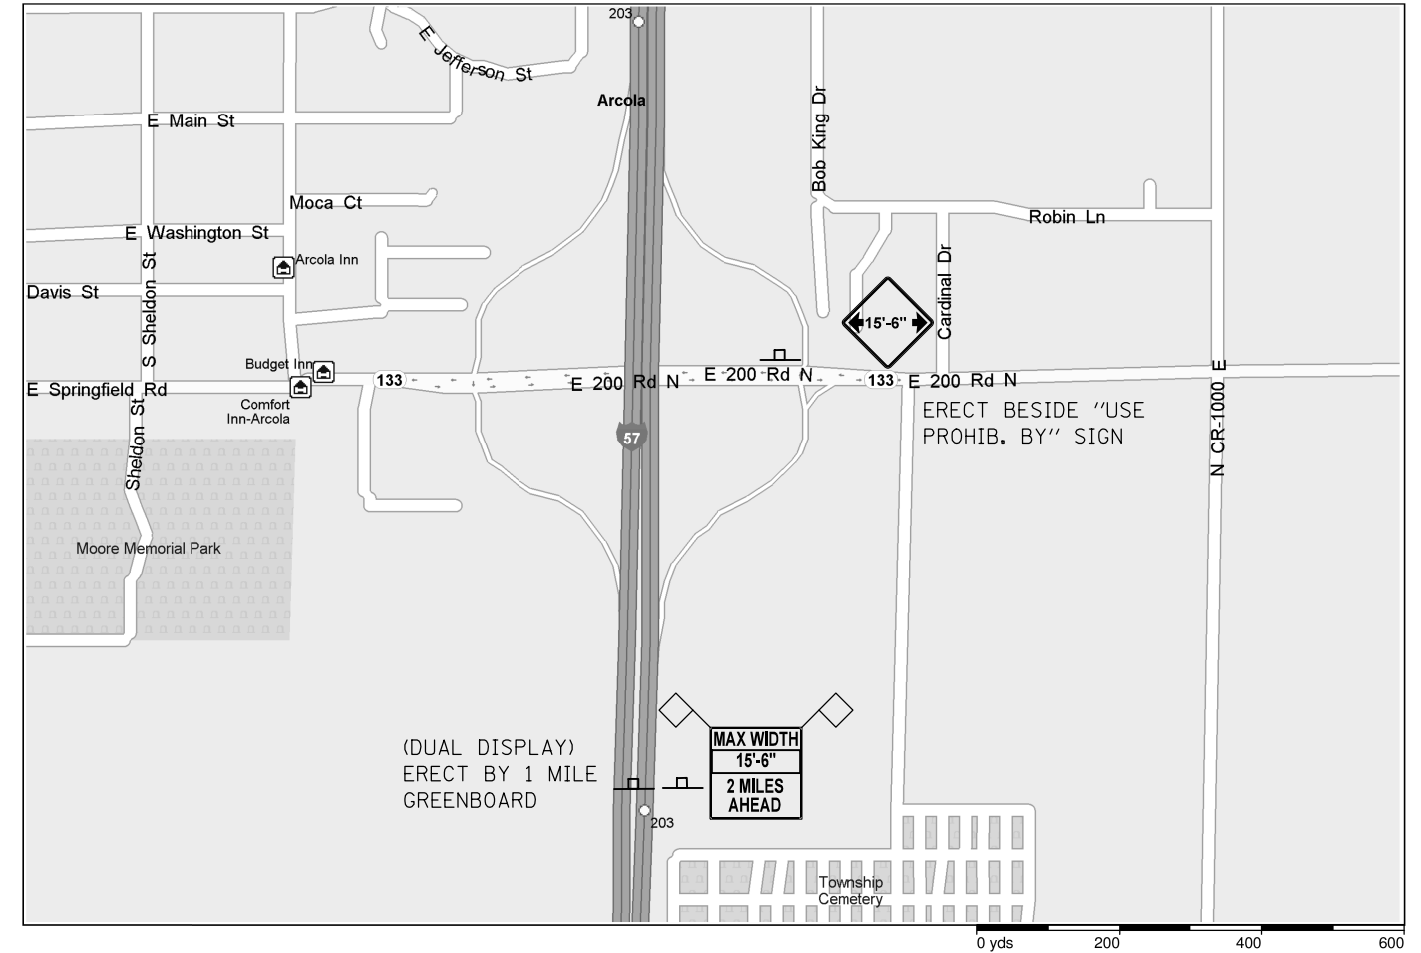 203
E Jefferson St
Arcola
Bob King Dr
E Main St
Moca Ct
Robin Ln
E Washington St
Arcola Inn
Davis St
S Sheldon St
Cardinal Dr
15'-6"
Budget Inn
133
E 200 Rd N
E 200 Rd N
133
E 200 Rd N
E Springfield Rd
Comfort
Inn-Arcola
ERECT BESIDE "USE
PROHIB. BY" SIGN
N CR-1000 E
Sheldon St
57
Moore Memorial Park
(DUAL DISPLAY)
ERECT BY 1 MILE
GREENBOARD
MAX WIDTH
15'-6"
2 MILES
AHEAD
203
Township
Cemetery
0 yds 200 400 600